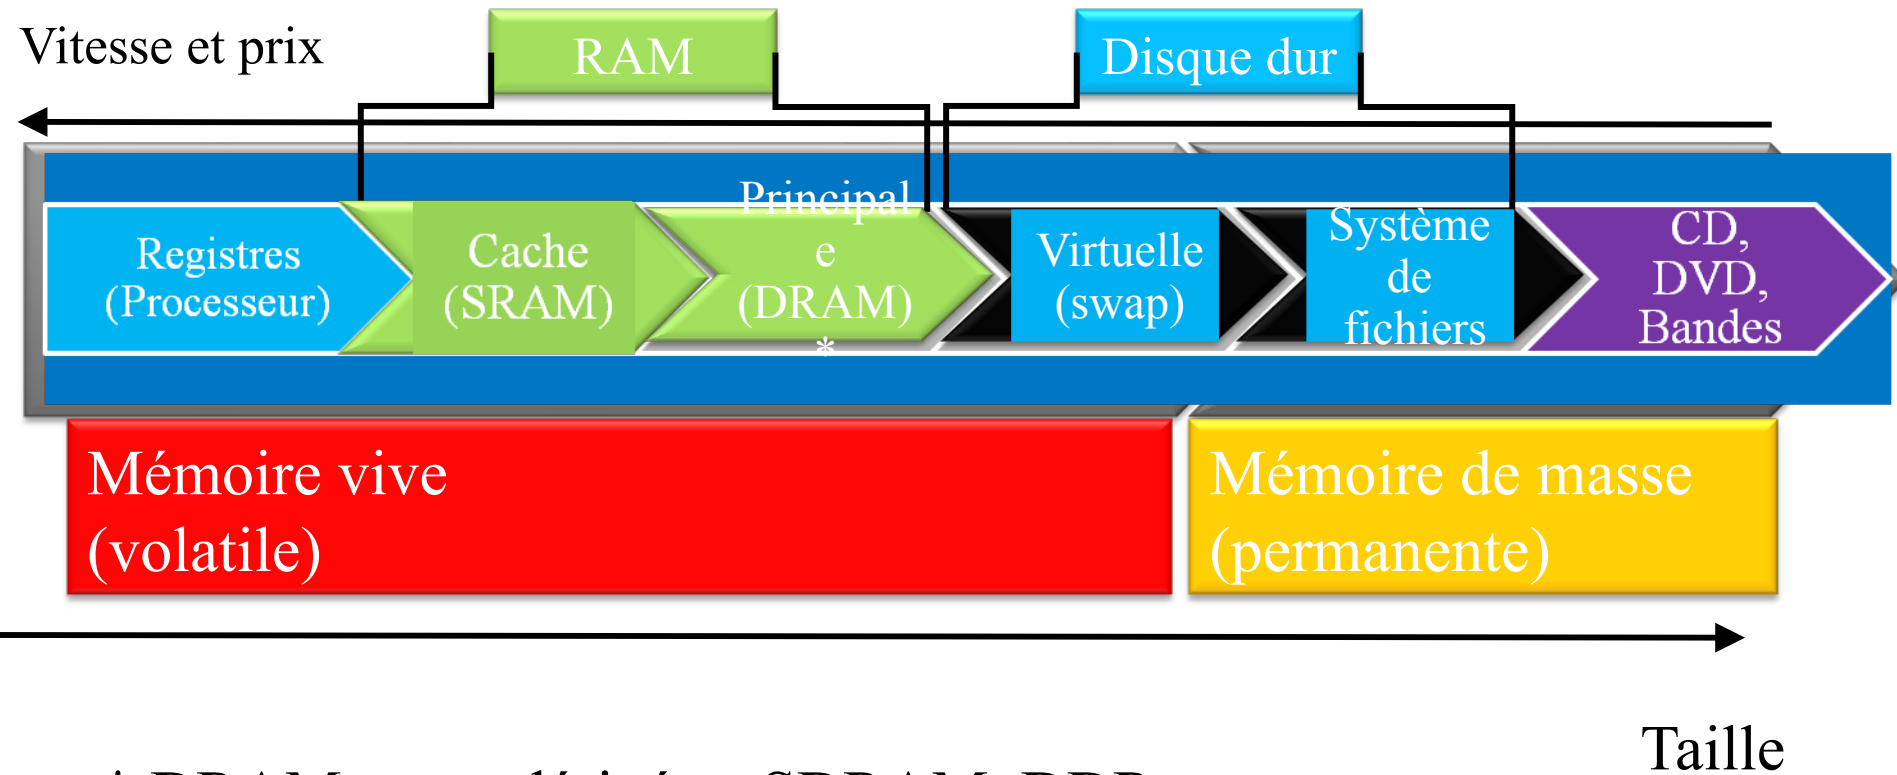 Vitesse et prix
RAM
Disque dur
Registres
(Processeur)
Cache
(SRAM)
Principal
e
(DRAM)
*
Virtuelle
(swap)
Système
de
fichiers
CD,
DVD,
Bandes
Mémoire vive
(volatile)
Mémoire de masse
(permanente)
Taille